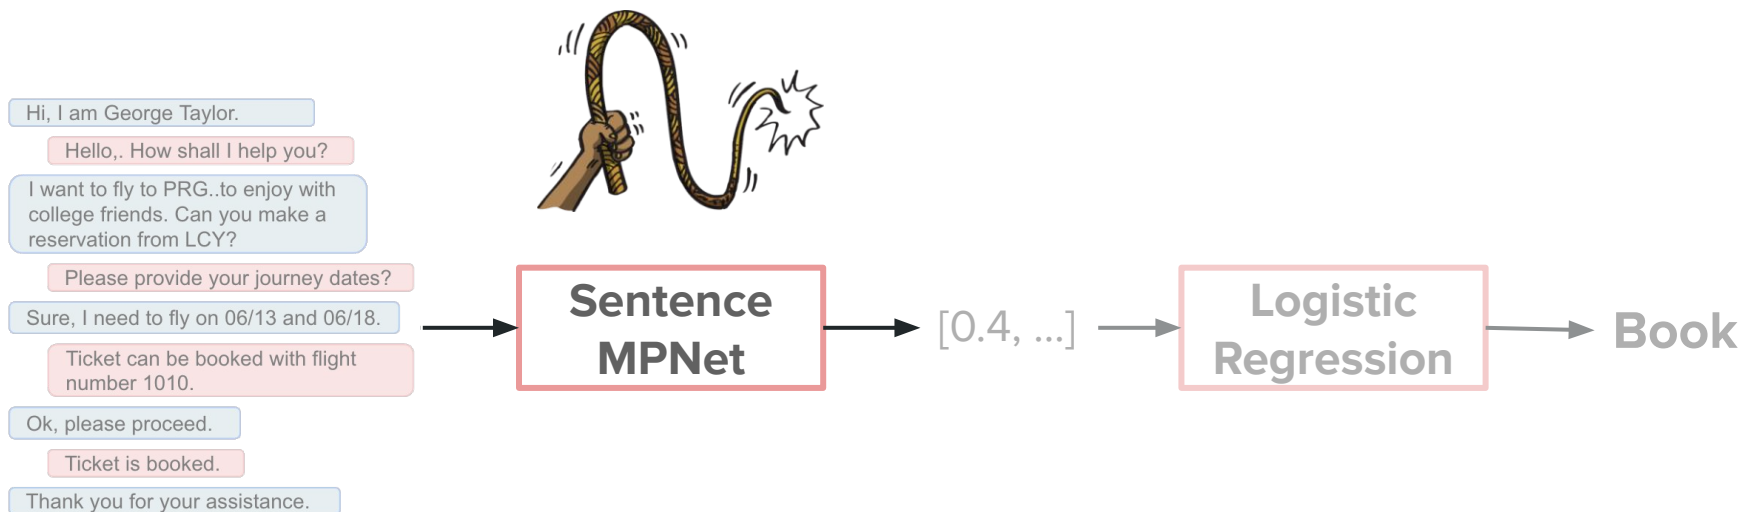 Hi, I am George Taylor.
Hello,. How shall I help you?
I want to fly to PRG..to enjoy with
college friends. Can you make a
reservation from LCY?
Please provide your journey dates?
Sure, I need to fly on 06/13 and 06/18.
Ticket can be booked with flight
number 1010.
Ok, please proceed.
Ticket is booked.
Thank you for your assistance.
Sentence
MPNet
[0.4, ...]
Logistic
Regression
Book